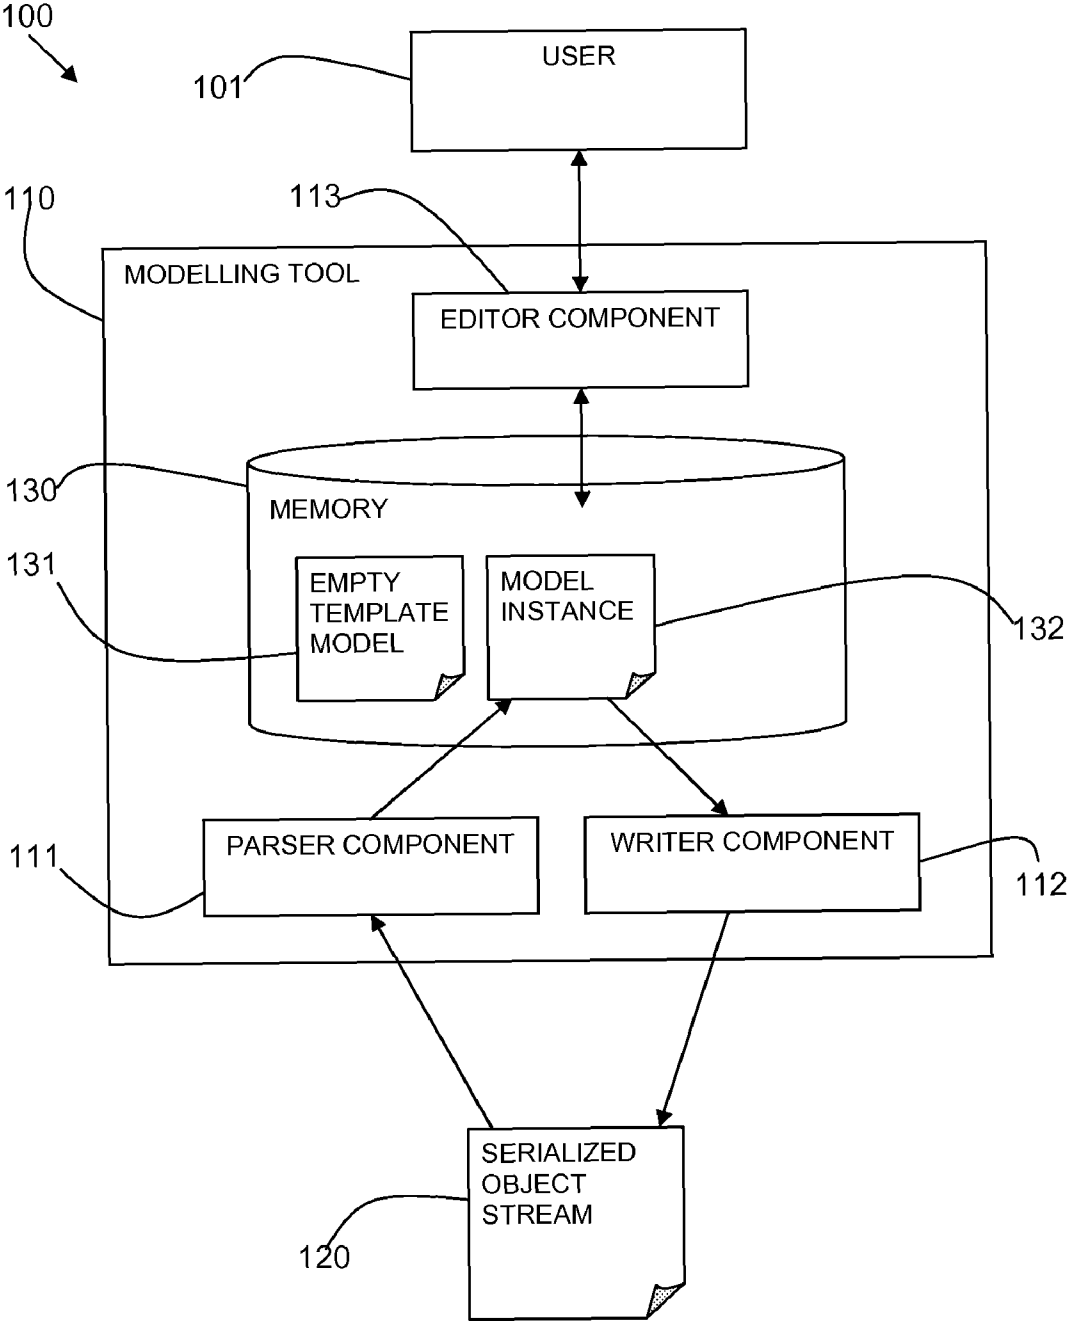 100
USER
101
113
110
MODELLING TOOL
EDITOR COMPONENT
130
MEMORY
131
EMPTY
TEMPLATE
MODEL
MODEL
INSTANCE
132
PARSER COMPONENT
WRITER COMPONENT
111
112
SERIALIZED
OBJECT
STREAM
120